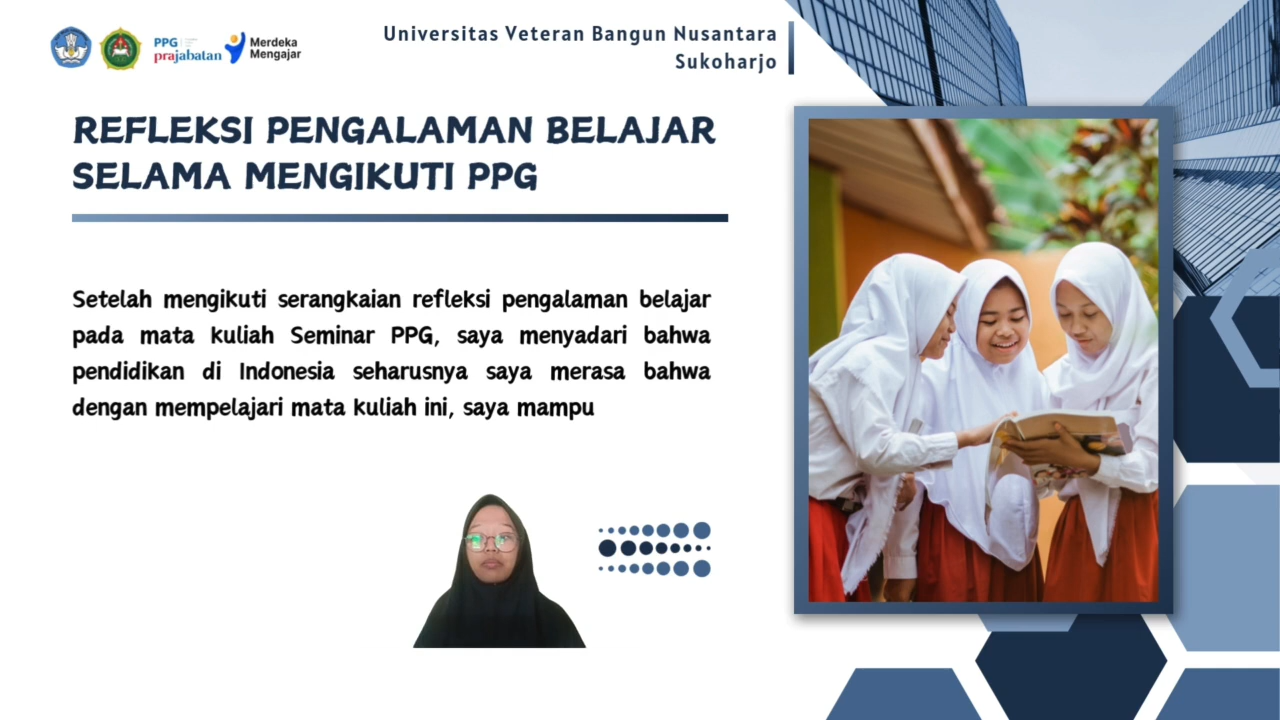 PPG
prajabatan
Merdeka
Mengajar
Universitas Veteran Bangun Nusantara
Sukoharjo
REFLEKSI PENGALAMAN BELAJAR
SELAMA MENGIKUTI PPG
Setelah mengikuti serangkaian refleksi pengalaman belajar
pada mata kuliah Seminar PPG, saya menyadari bahwa
pendidikan di Indonesia seharusnya saya merasa bahwa
dengan mempelajari mata kuliah ini, saya mampu